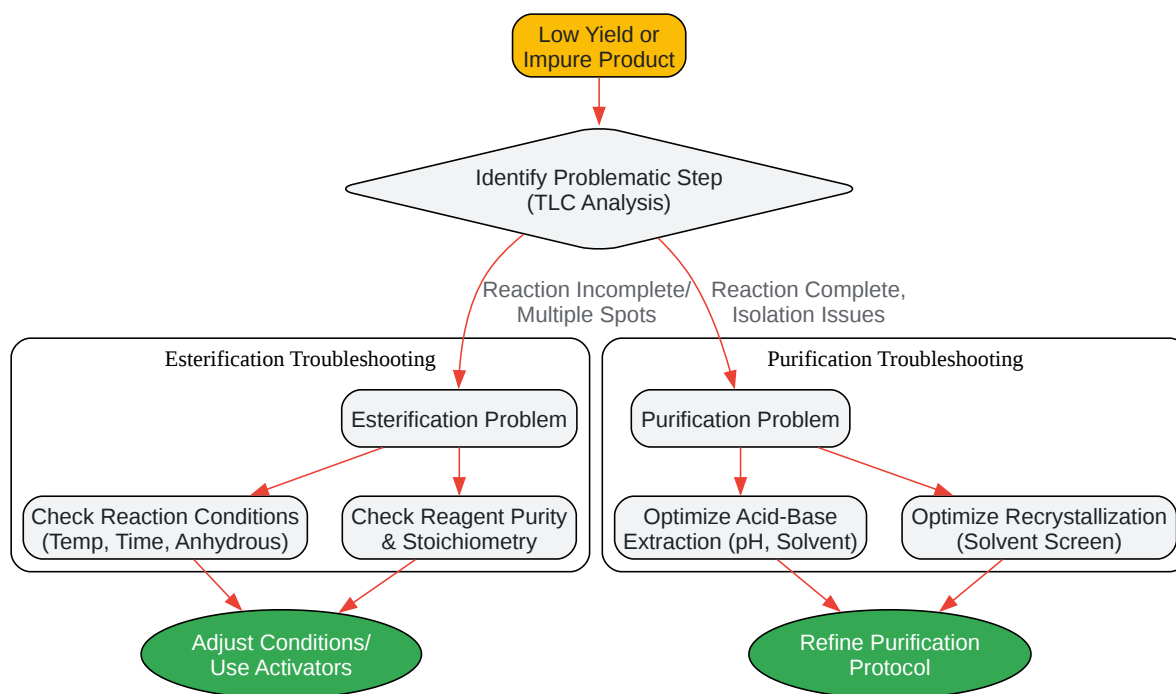 Low Yield or
Impure Product
Identify Problematic Step
(TLC Analysis)
Reaction Incomplete/
Multiple Spots
Reaction Complete,
Isolation Issues
Esterification Troubleshooting
Purification Troubleshooting
Esterification Problem
Purification Problem
Check Reaction Conditions
(Temp, Time, Anhydrous)
Check Reagent Purity
& Stoichiometry
Optimize Acid-Base
Extraction (pH, Solvent)
Optimize Recrystallization
(Solvent Screen)
Adjust Conditions/
Use Activators
Refine Purification
Protocol